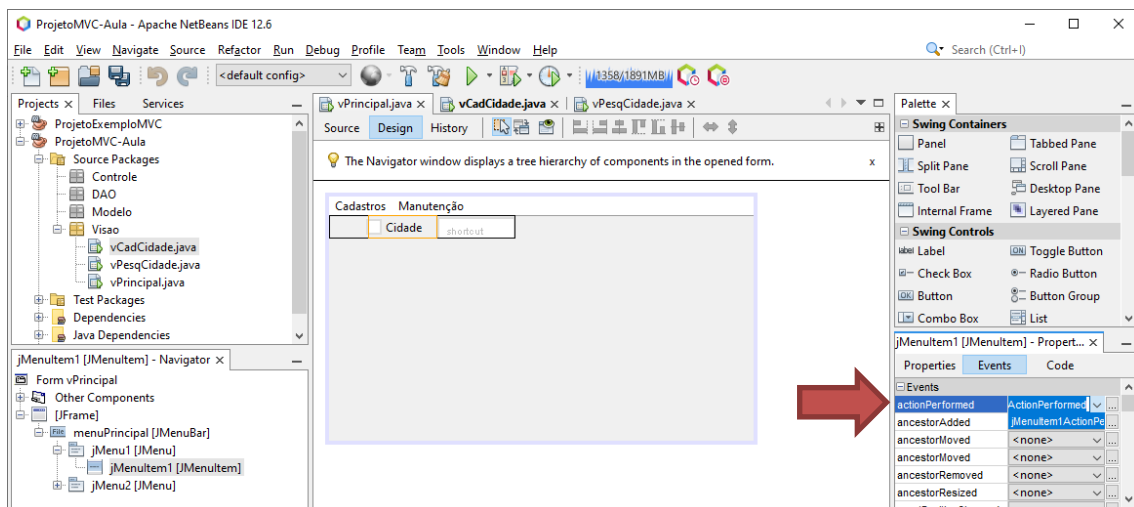 ProjetoMVC-Aula - Apache NetBeans IDE 12.6
File Edit View Navigate Source Refactor Run Debug Profile Team Tools Window Help
Search (Ctrl+I)
<default config>
1358/1891MB
Projects Files Services
ProjetoExemploMVC
ProjetoMVC-Aula
Source Packages
Controle
DAO
Modelo
Visao
vCadCidade.java
vPesqCidade.java
vPrincipal.java
Test Packages
Dependencies
Java Dependencies
jMenuItem1 [JMenuItem] - Navigator
Form vPrincipal
Other Components
[JFrame]
menuPrincipal [JMenuBar]
jMenu1 [JMenu]
jMenuItem1 [JMenuItem]
jMenu2 [JMenu]
vPrincipal.java vCadCidade.java vPesqCidade.java
Source Design History
The Navigator window displays a tree hierarchy of components in the opened form.
Cadastros Manutenção
Cidade shortcut
Palette
Swing Containers
Panel Tabbed Pane
Split Pane Scroll Pane
Tool Bar Desktop Pane
Internal Frame Layered Pane
Swing Controls
label Label ON Toggle Button
Check Box Radio Button
OK Button Button Group
Combo Box List
jMenuItem1 [JMenuItem] - Propert...
Properties Events Code
Events
actionPerformed ActionPerformed ...
ancestorAdded jMenuItem1ActionPe ...
ancestorMoved <none> ...
ancestorMoved <none> ...
ancestorRemoved <none> ...
ancestorResized <none> ...